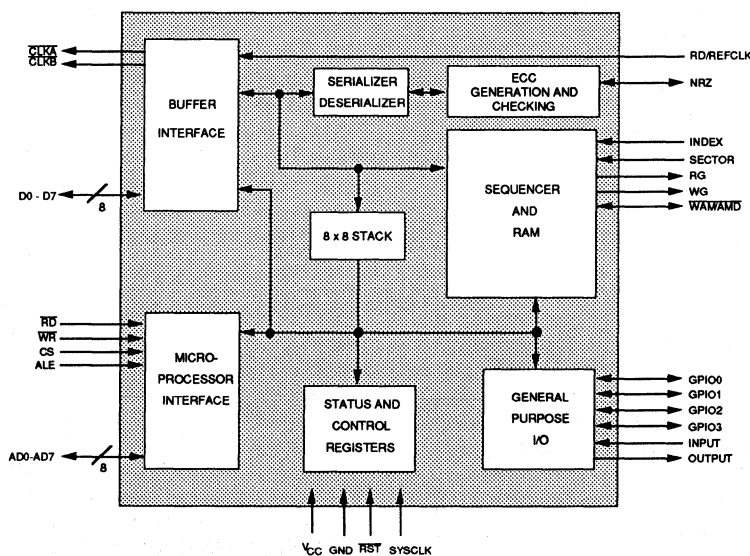 CLKA
CLKB
BUFFER
INTERFACE
D0 - D7
8
SERIALIZER
DESERIALIZER
ECC
GENERATION AND
CHECKING
RD/REFCLK
NRZ
INDEX
SECTOR
RG
WG
WAM/AMD
SEQUENCER
AND
RAM
8 x 8 STACK
RD
WR
CS
ALE
MICRO-
PROCESSOR
INTERFACE
AD0-AD7
8
STATUS AND
CONTROL
REGISTERS
GENERAL
PURPOSE
I/O
GPIO0
GPIO1
GPIO2
GPIO3
INPUT
OUTPUT
VCC GND RST SYSCLK